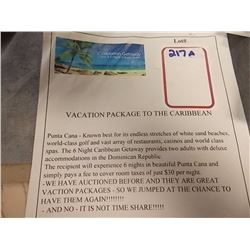 Lot#
Caribbean Getaway
217A
VACATION PACKAGE TO THE CARIBBEAN
Punta Cana - Known best for its endless stretches of white sand beaches,
world-class golf and vast array of restaurants, casinos and world class
spas. The 6 Night Caribbean Getaway provides two adults with deluxe
accommodations in the Dominican Republic.
The recipient will experience 6 nights in beautiful Punta Cana and
simply pays a fee to cover room taxes of just $30 per night.
- WE HAVE AUCTIONED BEFORE AND THEY ARE GREAT
VACTION PACKAGES - SO WE JUMPED AT THE CHANCE TO
HAVE THEM AGAIN!!!!!!!!
- AND NO - IT IS NOT TIME SHARE!!!!!